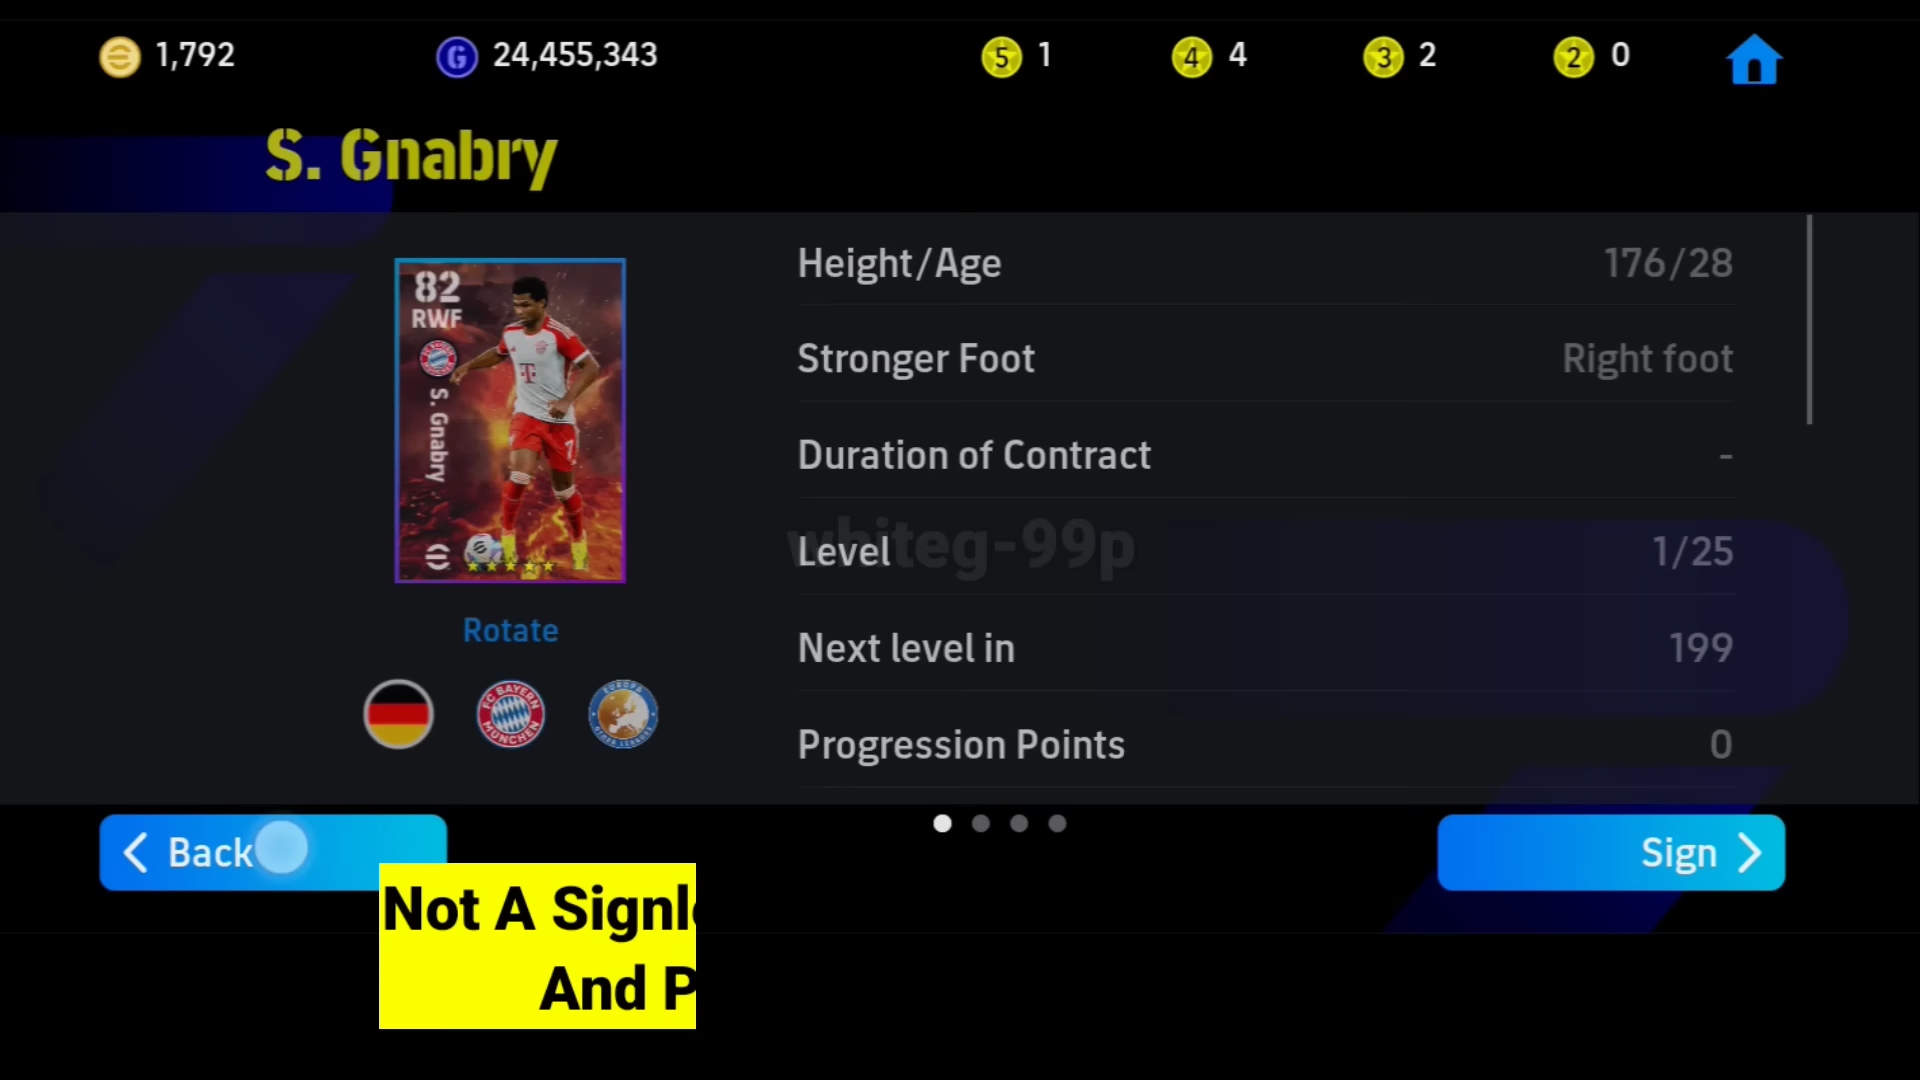 1,792
G 24,455,343
5 1
4 4
3 2
2 0
S. Gnabry
82
RWF
S. Gnabry
Rotate
Height/Age 176/28
Stronger Foot Right foot
Duration of Contract -
whiteg-99p
Level 1/25
Next level in 199
Progression Points 0
Back
Sign
Not A Signl
And P